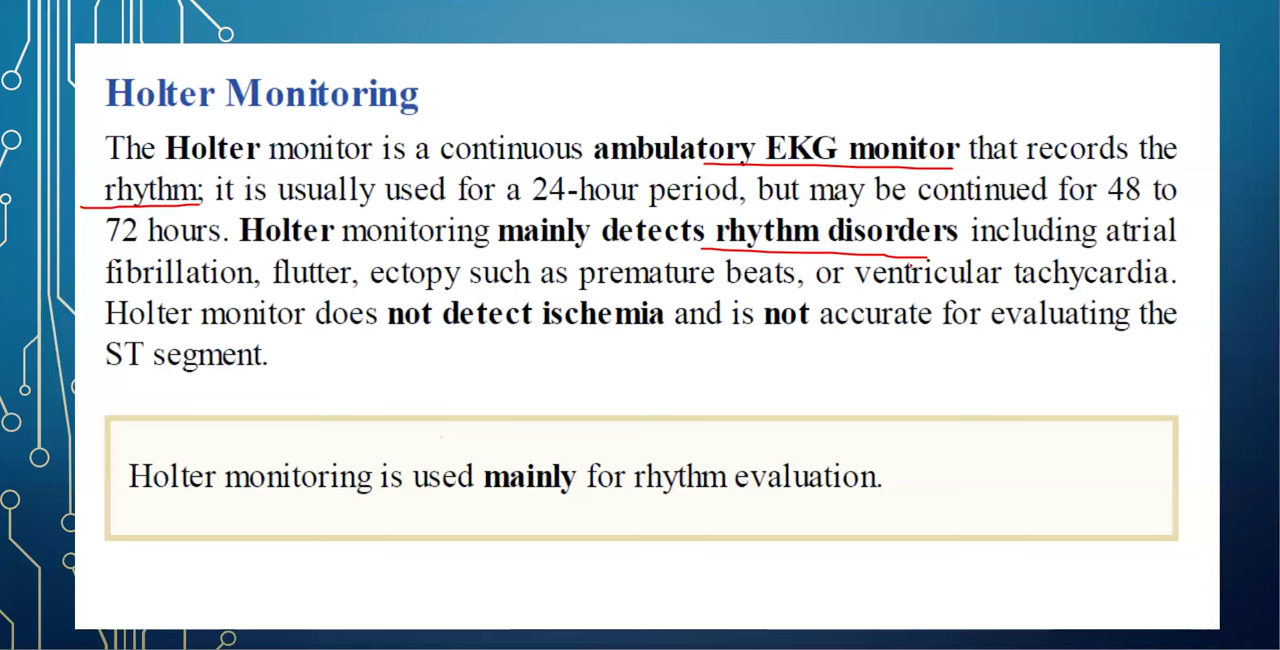 Holter Monitoring
The Holter monitor is a continuous ambulatory EKG monitor that records the
rhythm; it is usually used for a 24-hour period, but may be continued for 48 to
72 hours. Holter monitoring mainly detects rhythm disorders including atrial
fibrillation, flutter, ectopy such as premature beats, or ventricular tachycardia.
Holter monitor does not detect ischemia and is not accurate for evaluating the
ST segment.
Holter monitoring is used mainly for rhythm evaluation.